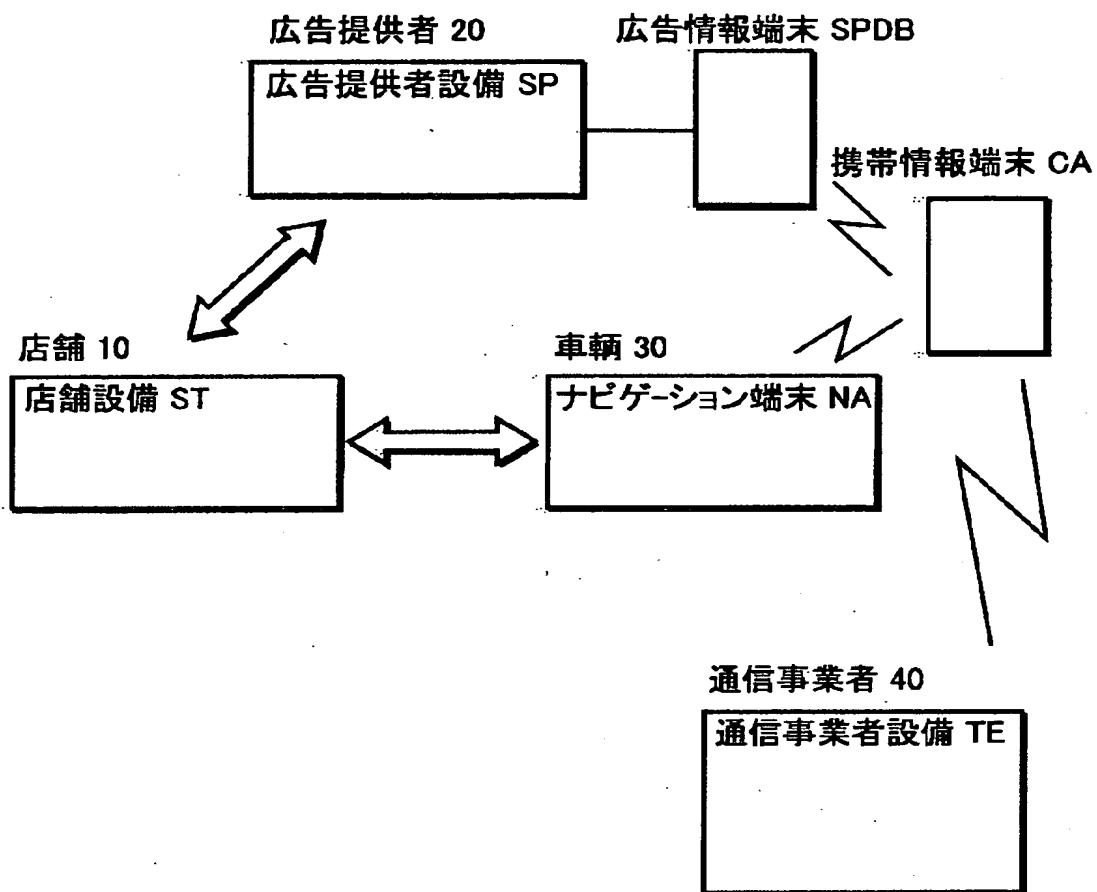 広告提供者 20
広告情報端末 SPDB
広告提供者設備 SP
携帯情報端末 CA
店舗 10
車輌 30
店舗設備 ST
ナビゲーション端末 NA
通信事業者 40
通信事業者設備 TE